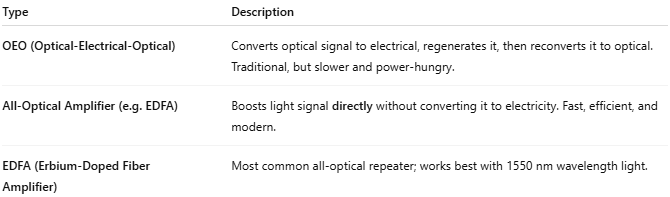 Type Description
OEO (Optical-Electrical-Optical) Converts optical signal to electrical, regenerates it, then reconverts it to optical.
Traditional, but slower and power-hungry.
All-Optical Amplifier (e.g. EDFA) Boosts light signal directly without converting it to electricity. Fast, efficient, and
modern.
EDFA (Erbium-Doped Fiber Most common all-optical repeater; works best with 1550 nm wavelength light.
Amplifier)